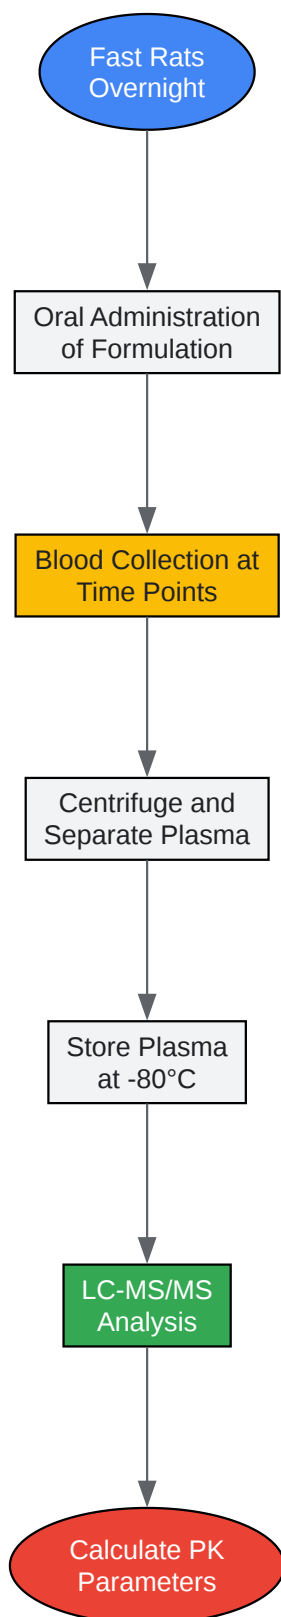 Fast Rats
Overnight
Oral Administration
of Formulation
Blood Collection at
Time Points
Centrifuge and
Separate Plasma
Store Plasma
at -80°C
LC-MS/MS
Analysis
Calculate PK
Parameters